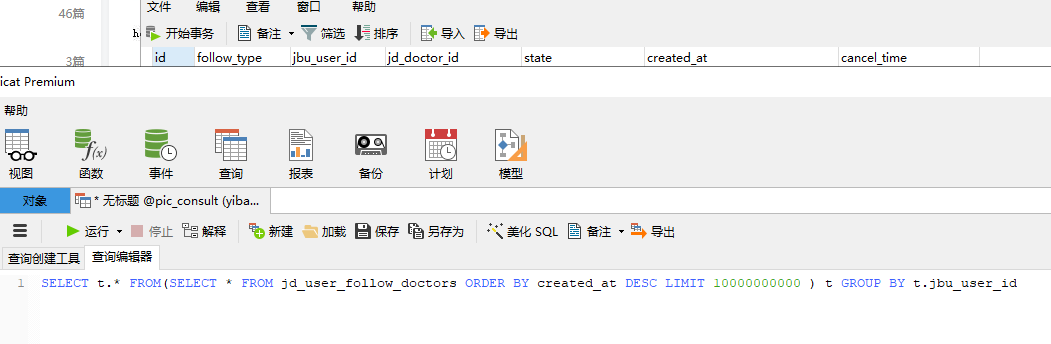 46篇
3篇
ho
文件 编辑 查看 窗口 帮助
开始事务 备注 筛选 排序 导入 导出
id follow_type jbu_user_id jd_doctor_id state created_at cancel_time
icat Premium
帮助
视图 函数 事件 查询 报表 备份 计划 模型
对象 * 无标题 @pic_consult (yiba...
运行 停止 解释 新建 加载 保存 另存为 美化 SQL 备注 导出
查询创建工具 查询编辑器
1 SELECT t.* FROM(SELECT * FROM jd_user_follow_doctors ORDER BY created_at DESC LIMIT 10000000000 ) t GROUP BY t.jbu_user_id